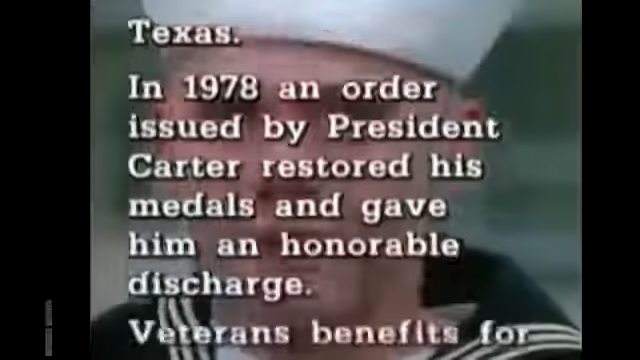 Texas.
In 1978 an order
issued by President
Carter restored his
medals and gave
him an honorable
discharge.
Veterans benefits for